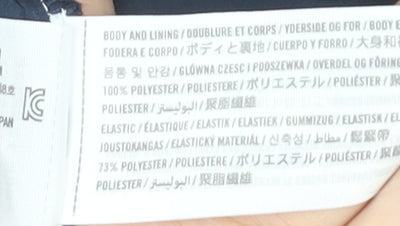 BODY AND LINING / DOUBLURE ET CORPS / YDERSIDE OG FOR / BODY E
FODERA E CORPO / ボディと裏地 / CUERPO Y FORRO / 大身和
몸통 및 안감 / GŁÓWNA CZĘŚĆ I PODSZEWKA / OVERDEL OG FÔRING
100% POLYESTER / POLIESTERE / ポリエステル / POLIÉSTER / 聚
POLIESTER / البوليستر / 聚脂纖維
ELASTIC / ÉLASTIQUE / ELASTIK / ELASTIEK / GUMMIZUG / ELASTISK /
JOUSTOKANGAS / ELASTICKÝ MATERIÁL / 신축성 / مطاط / 鬆緊帶
73% POLYESTER / POLIESTERE / ポリエステル / POLIÉSTER / 聚
POLIESTER / البوليستر / 聚脂纖維
PAN